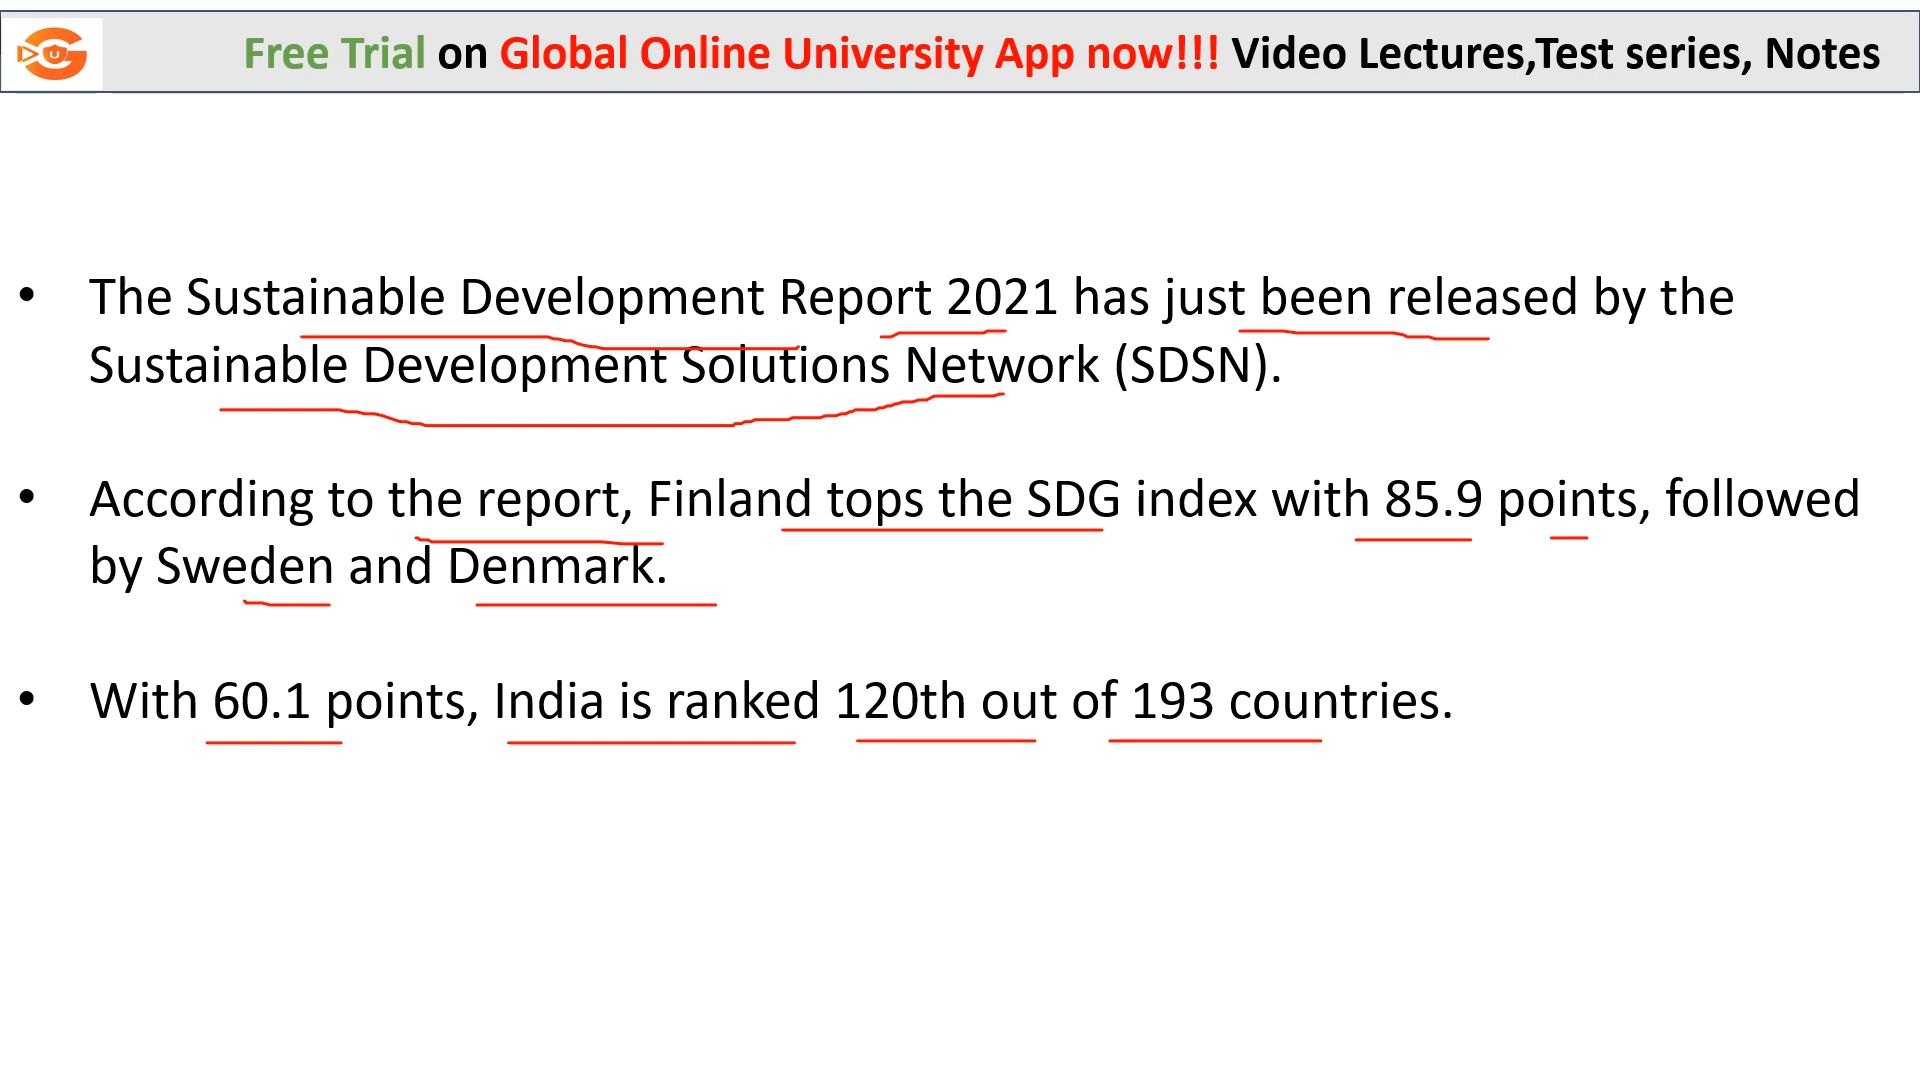 Free Trial on Global Online University App now!!! Video Lectures,Test series, Notes
• The Sustainable Development Report 2021 has just been released by the
Sustainable Development Solutions Network (SDSN).
• According to the report, Finland tops the SDG index with 85.9 points, followed
by Sweden and Denmark.
• With 60.1 points, India is ranked 120th out of 193 countries.